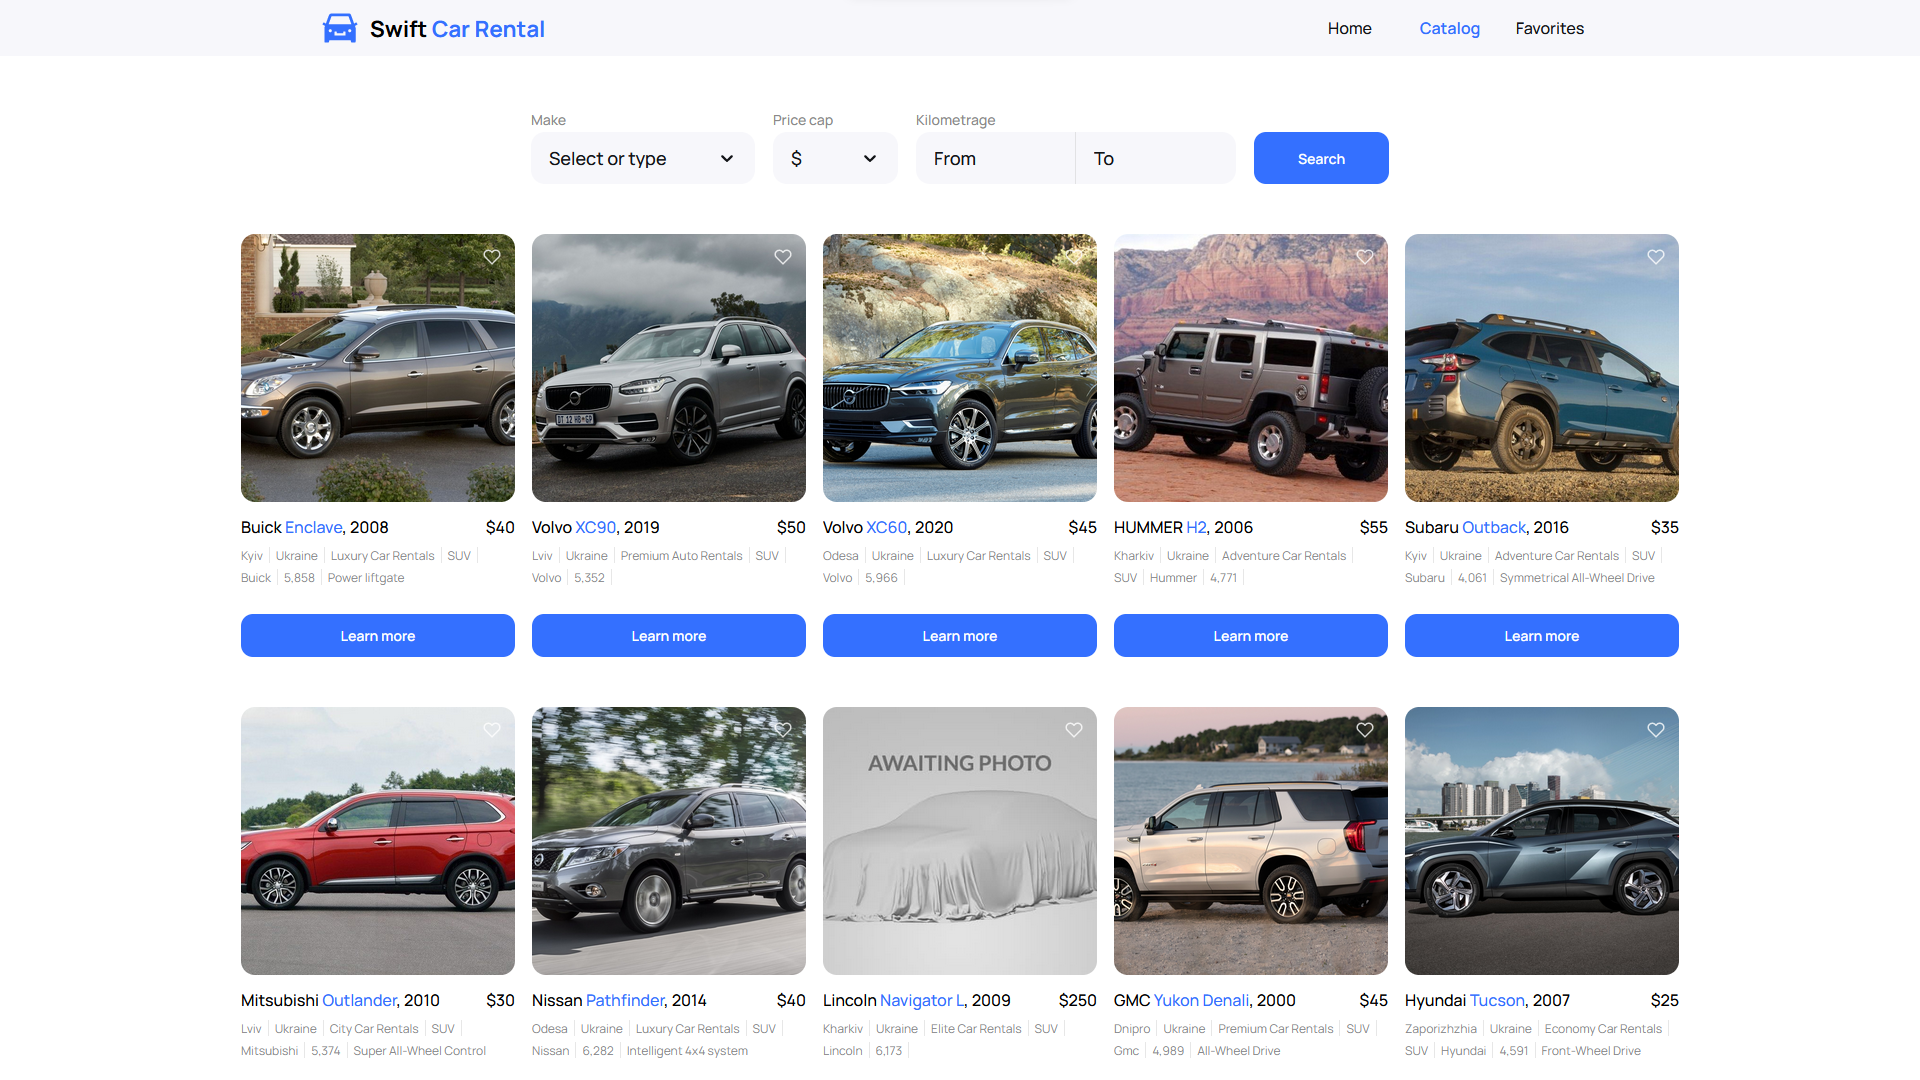 Swift Car Rental
Home Catalog Favorites
Make Price cap Kilometrage
Select or type $ From To Search
Buick Enclave, 2008 $40
Kyiv Ukraine Luxury Car Rentals SUV
Buick 5,858 Power liftgate
Learn more
Volvo XC90, 2019 $50
Lviv Ukraine Premium Auto Rentals SUV
Volvo 5,352
Learn more
Volvo XC60, 2020 $45
Odesa Ukraine Luxury Car Rentals SUV
Volvo 5,966
Learn more
HUMMER H2, 2006 $55
Kharkiv Ukraine Adventure Car Rentals
SUV Hummer 4,771
Learn more
Subaru Outback, 2016 $35
Kyiv Ukraine Adventure Car Rentals SUV
Subaru 4,061 Symmetrical All-Wheel Drive
Learn more
Mitsubishi Outlander, 2010 $30
Lviv Ukraine City Car Rentals SUV
Mitsubishi 5,374 Super All-Wheel Control
Nissan Pathfinder, 2014 $40
Odesa Ukraine Luxury Car Rentals SUV
Nissan 6,282 Intelligent 4x4 system
AWAITING PHOTO
Lincoln Navigator L, 2009 $250
Kharkiv Ukraine Elite Car Rentals SUV
Lincoln 6,173
GMC Yukon Denali, 2000 $45
Dnipro Ukraine Premium Car Rentals SUV
Gmc 4,989 All-Wheel Drive
Hyundai Tucson, 2007 $25
Zaporizhzhia Ukraine Economy Car Rentals
SUV Hyundai 4,591 Front-Wheel Drive